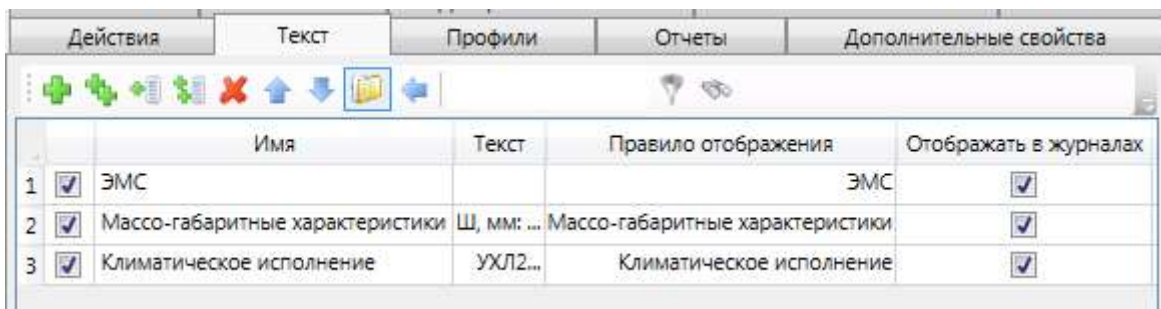 Действия Текст Профили Отчеты Дополнительные свойства
Имя Текст Правило отображения Отображать в журналах
1 ЭМС ЭМС
2 Массо-габаритные характеристики Ш, мм: ... Массо-габаритные характеристики
3 Климатическое исполнение УХЛ2... Климатическое исполнение